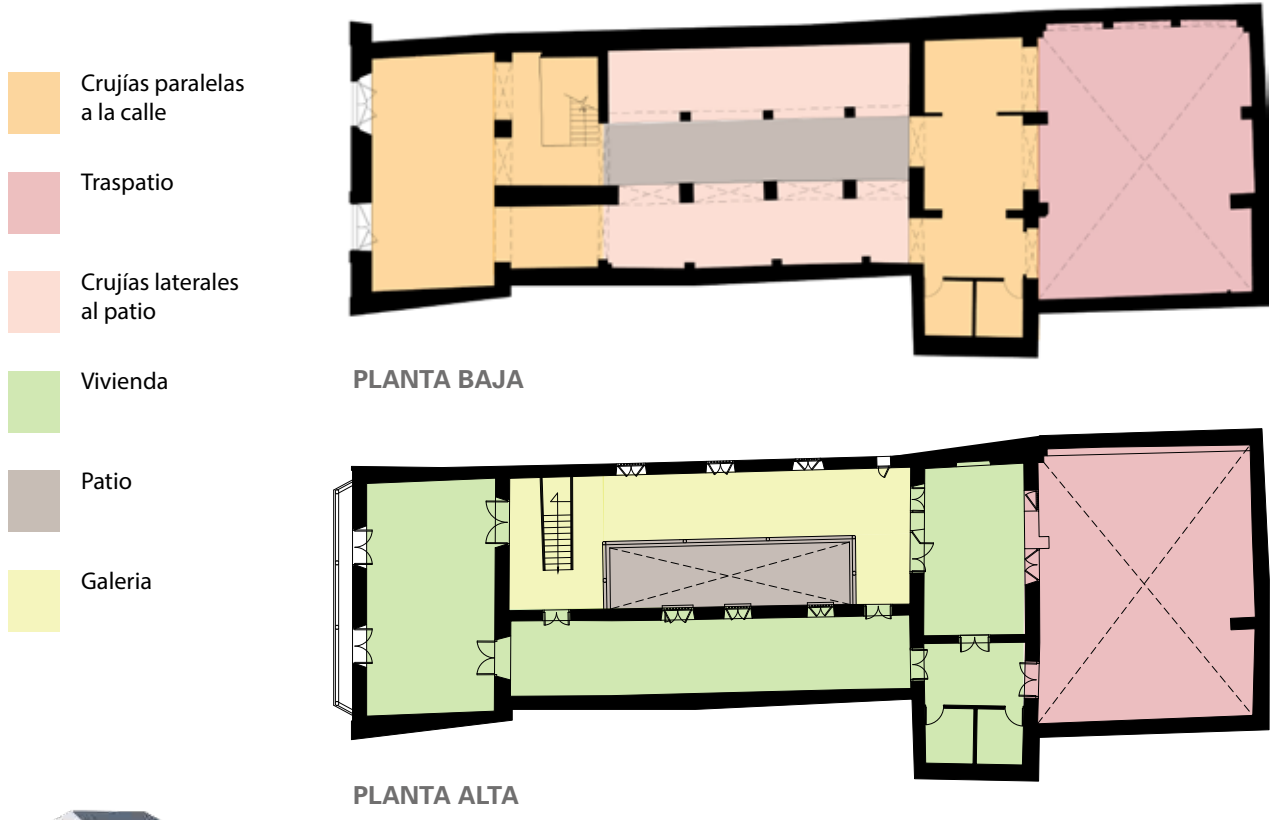 Crujías paralelas
a la calle
Traspatio
Crujías laterales
al patio
Vivienda
Patio
Galeria
PLANTA BAJA
PLANTA ALTA